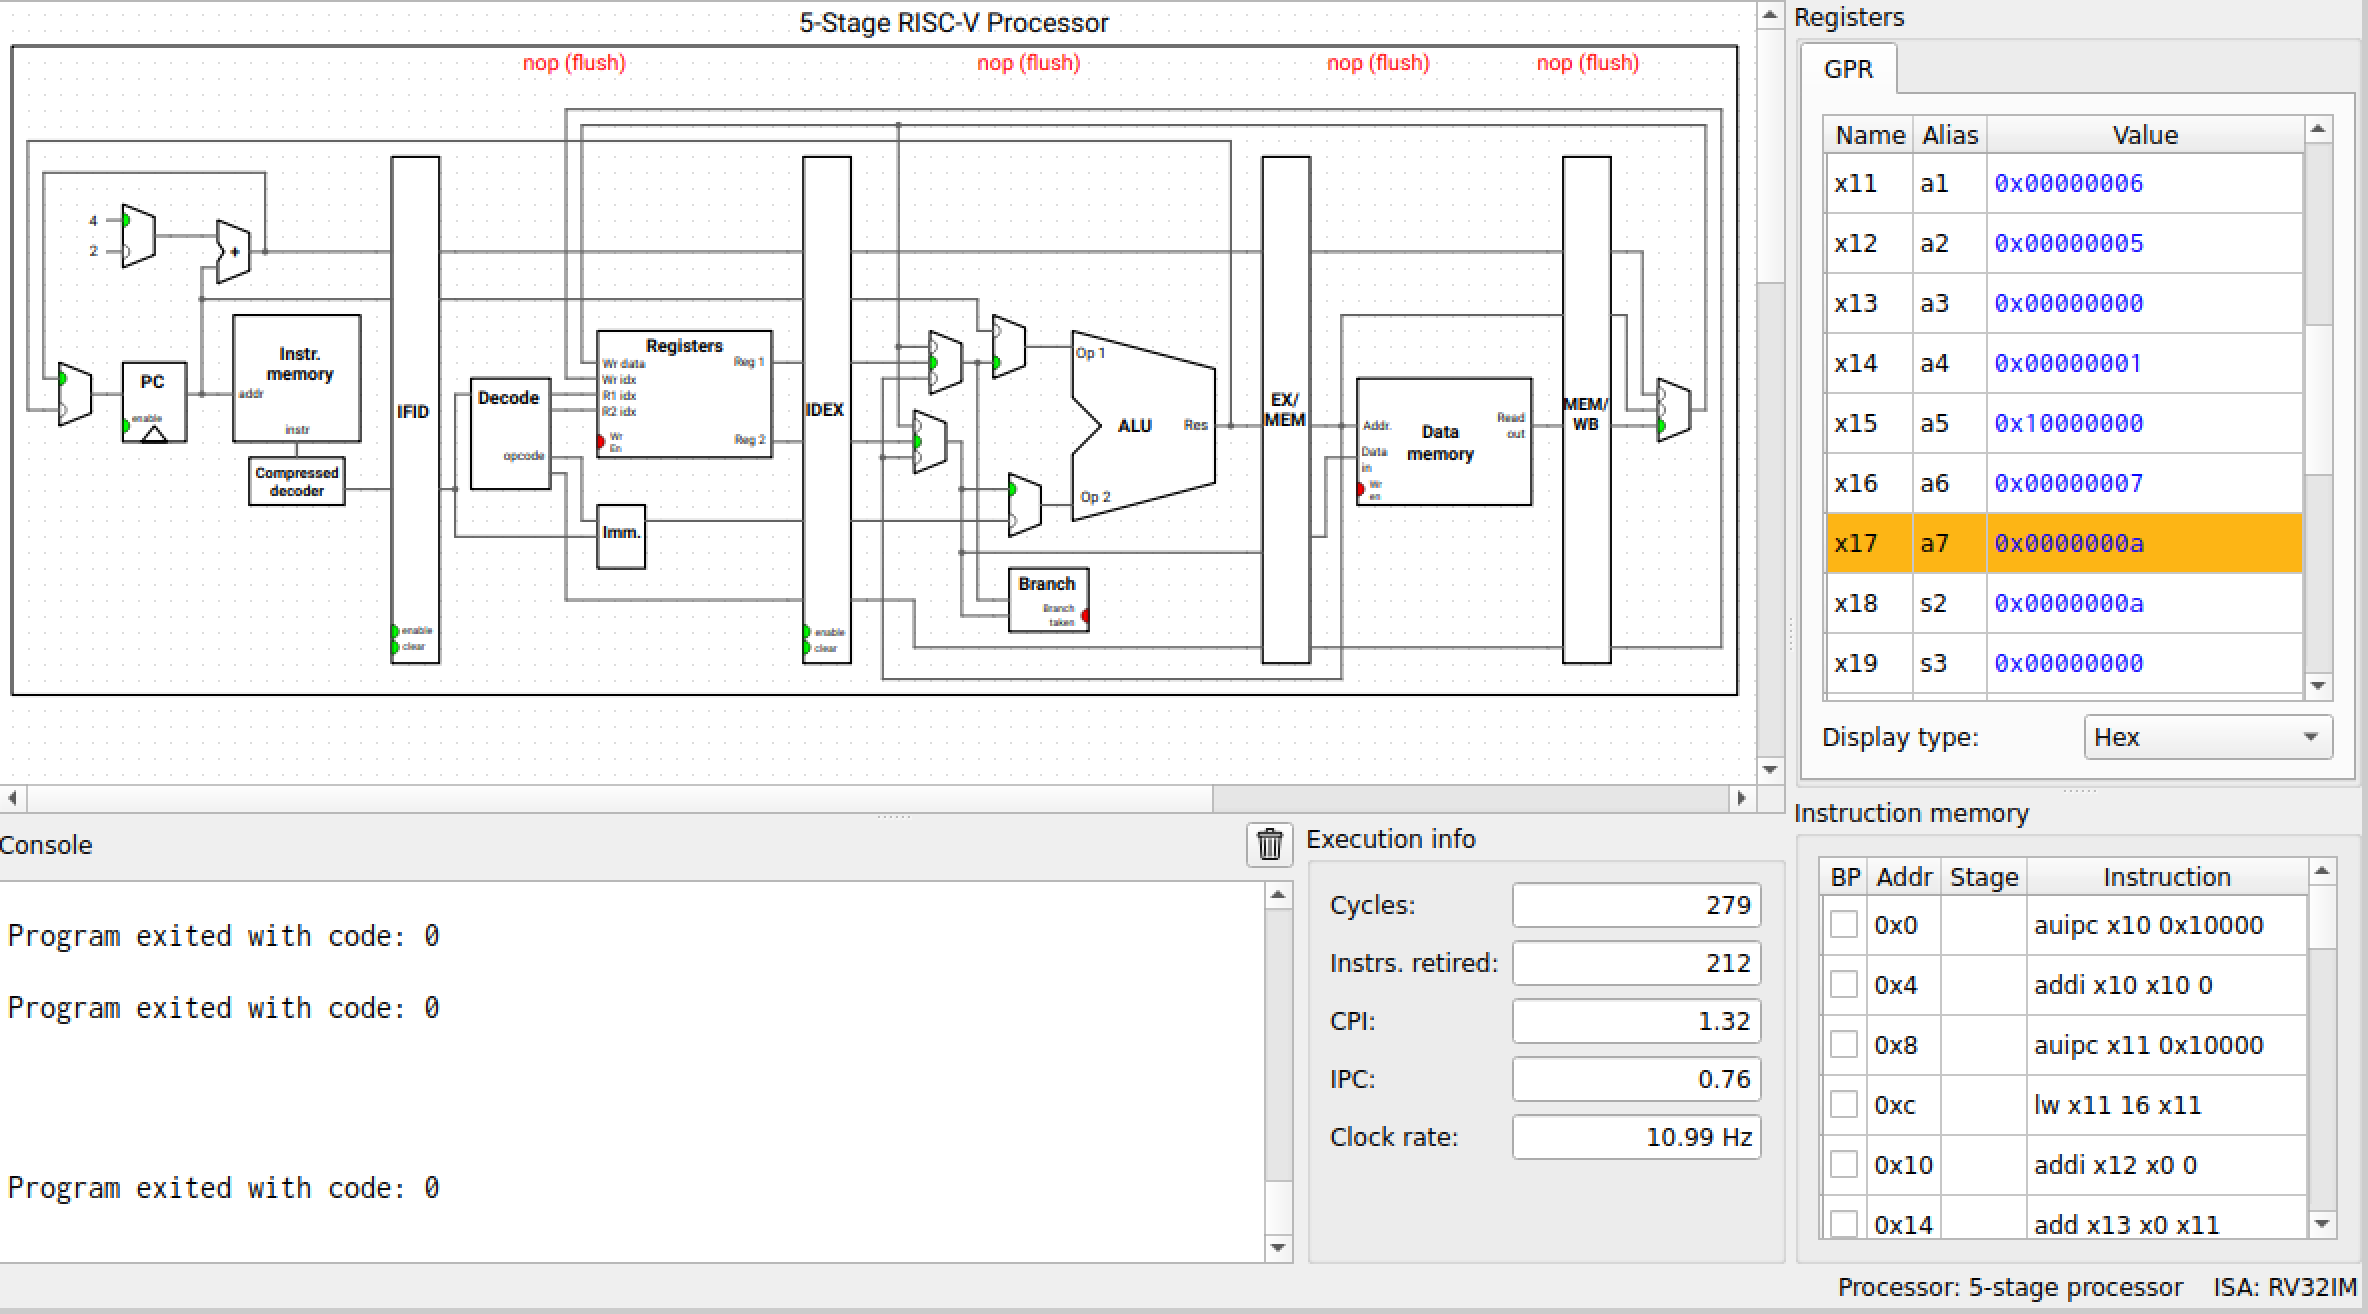 5-Stage RISC-V Processor
nop (flush) nop (flush) nop (flush) nop (flush)
4
2
+
PC
enable
Instr.
memory
addr
instr
Compressed
decoder
IFID
enable
clear
Decode
opcode
Registers
Wr data
Wr idx
R1 idx
R2 idx
Wr
En
Reg 1
Reg 2
Imm.
IDEX
enable
clear
Op 1
ALU
Res
Op 2
Branch
Branch
taken
EX/
MEM
Addr.
Data
in
Wr
en
Data
memory
Read
out
MEM/
WB
Registers
GPR
Name Alias Value
x11 a1 0x00000006
x12 a2 0x00000005
x13 a3 0x00000000
x14 a4 0x00000001
x15 a5 0x10000000
x16 a6 0x00000007
x17 a7 0x0000000a
x18 s2 0x0000000a
x19 s3 0x00000000
Display type: Hex
Console
Program exited with code: 0
Program exited with code: 0
Program exited with code: 0
Execution info
Cycles: 279
Instrs. retired: 212
CPI: 1.32
IPC: 0.76
Clock rate: 10.99 Hz
Instruction memory
BP Addr Stage Instruction
0x0 auipc x10 0x10000
0x4 addi x10 x10 0
0x8 auipc x11 0x10000
0xc lw x11 16 x11
0x10 addi x12 x0 0
0x14 add x13 x0 x11
Processor: 5-stage processor ISA: RV32IM